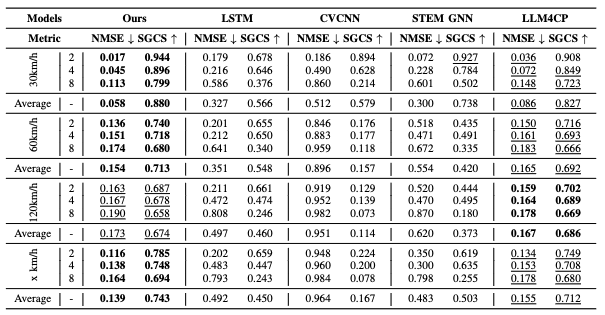 Models Ours LSTM CVCNN STEM GNN LLM4CP
Metric NMSE ↓ SGCS ↑ NMSE ↓ SGCS ↑ NMSE ↓ SGCS ↑ NMSE ↓ SGCS ↑ NMSE ↓ SGCS ↑
30km/h
2 0.017 0.944 0.179 0.678 0.186 0.894 0.072 0.927 0.036 0.908
4 0.045 0.896 0.216 0.646 0.490 0.628 0.228 0.784 0.072 0.849
8 0.113 0.799 0.586 0.376 0.860 0.214 0.601 0.502 0.148 0.723
Average - 0.058 0.880 0.327 0.566 0.512 0.579 0.300 0.738 0.086 0.827
60km/h
2 0.136 0.740 0.201 0.655 0.846 0.176 0.518 0.435 0.150 0.716
4 0.151 0.718 0.212 0.650 0.883 0.177 0.471 0.491 0.161 0.693
8 0.174 0.680 0.641 0.340 0.959 0.118 0.672 0.335 0.183 0.666
Average - 0.154 0.713 0.351 0.548 0.896 0.157 0.554 0.420 0.165 0.692
120km/h
2 0.163 0.687 0.211 0.661 0.919 0.129 0.520 0.444 0.159 0.702
4 0.167 0.678 0.472 0.474 0.952 0.139 0.470 0.495 0.164 0.689
8 0.190 0.658 0.808 0.246 0.982 0.073 0.870 0.180 0.178 0.669
Average - 0.173 0.674 0.497 0.460 0.951 0.114 0.620 0.373 0.167 0.686
x km/h
2 0.116 0.785 0.202 0.659 0.948 0.224 0.350 0.619 0.134 0.749
4 0.138 0.748 0.483 0.447 0.960 0.200 0.300 0.635 0.153 0.708
8 0.164 0.694 0.793 0.243 0.984 0.078 0.798 0.255 0.178 0.680
Average - 0.139 0.743 0.492 0.450 0.964 0.167 0.483 0.503 0.155 0.712